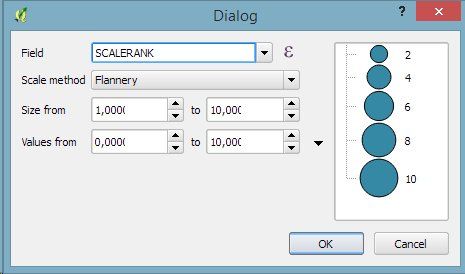 Dialog
?
Field SCALERANK ε
Scale method Flannery
Size from 1,0000 to 10,000
Values from 0,0000 to 10,000
2
4
6
8
10
OK Cancel